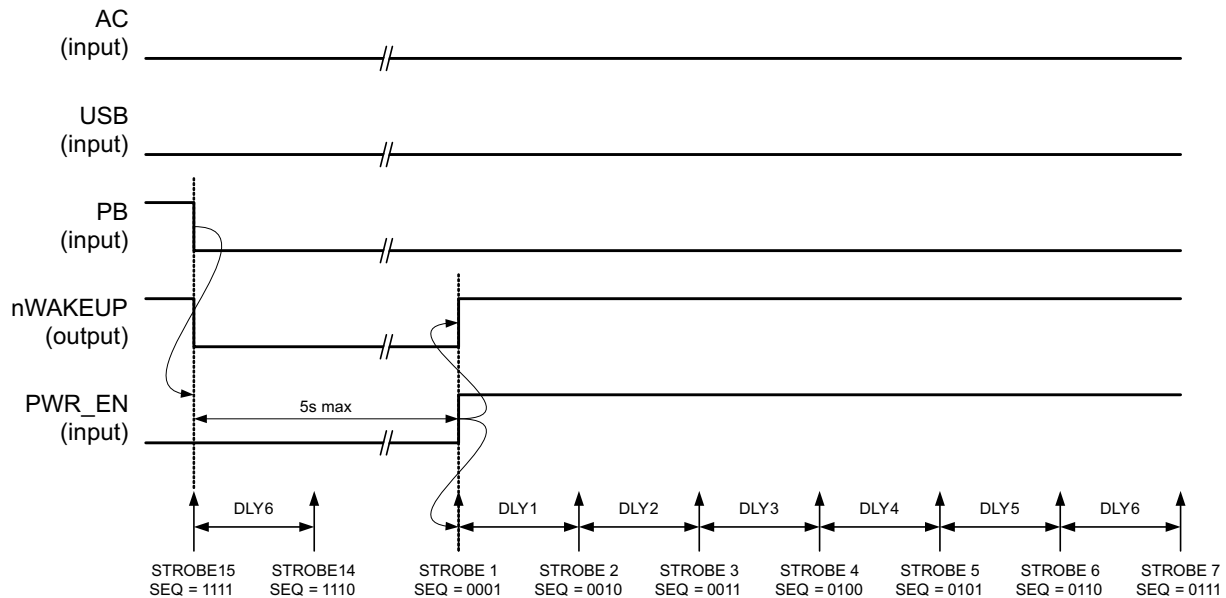 AC
(input)
USB
(input)
PB
(input)
nWAKEUP
(output)
PWR_EN
(input)
5s max
DLY6
DLY1
DLY2
DLY3
DLY4
DLY5
DLY6
STROBE15
SEQ = 1111
STROBE14
SEQ = 1110
STROBE 1
SEQ = 0001
STROBE 2
SEQ = 0010
STROBE 3
SEQ = 0011
STROBE 4
SEQ = 0100
STROBE 5
SEQ = 0101
STROBE 6
SEQ = 0110
STROBE 7
SEQ = 0111